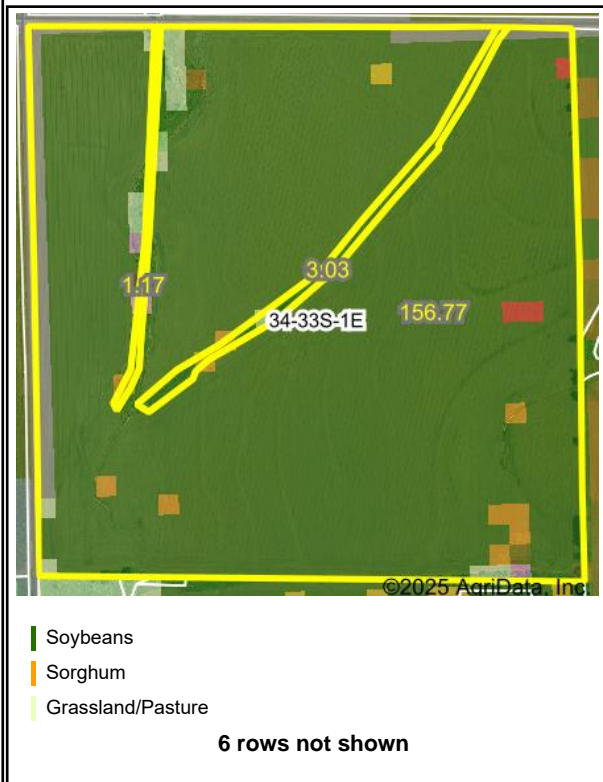 1.17
3.03
156.77
34-33S-1E
©2025 AgriData, Inc.
Soybeans
Sorghum
Grassland/Pasture
6 rows not shown